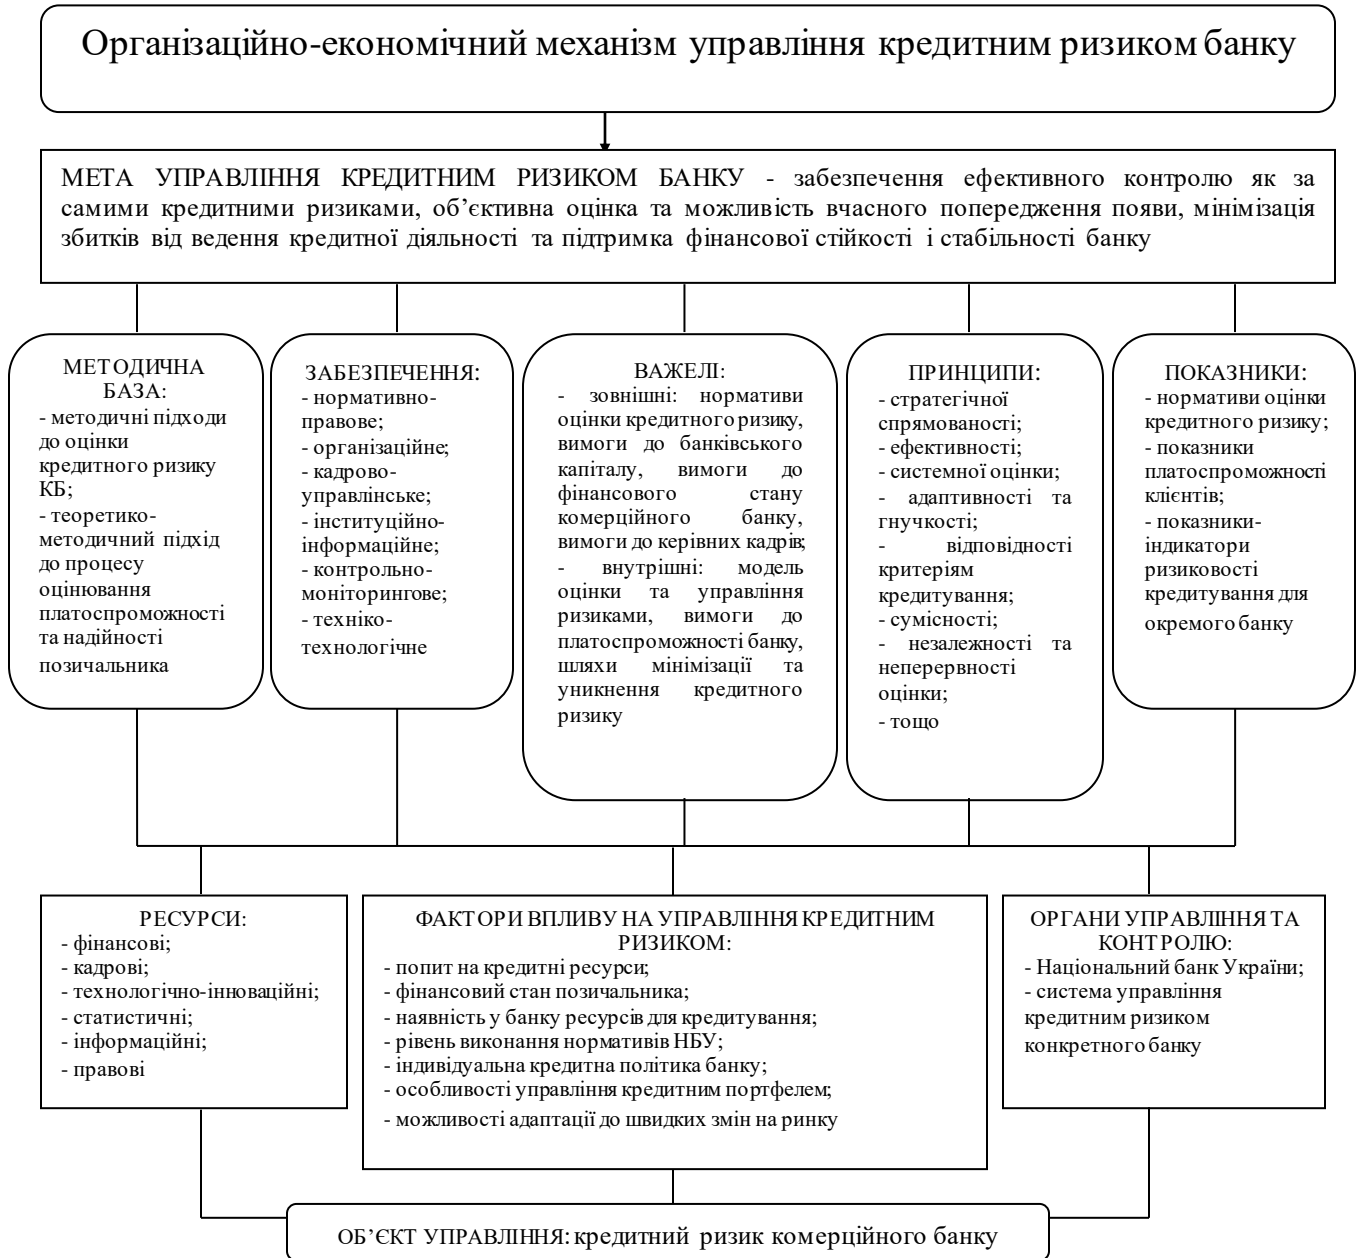 Організаційно-економічний механізм управління кредитним ризиком банку
МЕТА УПРАВЛІННЯ КРЕДИТНИМ РИЗИКОМ БАНКУ - забезпечення ефективного контролю як за
самими кредитними ризиками, об’єктивна оцінка та можливість вчасного попередження появи, мінімізація
збитків від ведення кредитної діяльності та підтримка фінансової стійкості і стабільності банку
МЕТОДИЧНА
БАЗА:
- методичні підходи
до оцінки
кредитного ризику
КБ;
- теоретико-
методичний підхід
до процесу
оцінювання
платоспроможності
та надійності
позичальника
ЗАБЕЗПЕЧЕННЯ:
- нормативно-
правове;
- організаційне;
- кадрово-
управлінське;
- інституційно-
інформаційне;
- контрольно-
моніторингове;
- техніко-
технологічне
ВАЖЕЛІ:
- зовнішні: нормативи
оцінки кредитного ризику,
вимоги до банківського
капіталу, вимоги до
фінансового стану
комерційного банку,
вимоги до керівних кадрів;
- внутрішні: модель
оцінки та управління
ризиками, вимоги до
платоспроможності банку,
шляхи мінімізації та
уникнення кредитного
ризику
ПРИНЦИПИ:
- стратегічної
спрямованості;
- ефективності;
- системної оцінки;
- адаптивності та
гнучкості;
- відповідності
критеріям
кредитування;
- сумісності;
- незалежності та
неперервності
оцінки;
- тощо
ПОКАЗНИКИ:
- нормативи оцінки
кредитного ризику;
- показники
платоспроможності
клієнтів;
- показники-
індикатори
ризиковості
кредитування для
окремого банку
РЕСУРСИ:
- фінансові;
- кадрові;
- технологічно-інноваційні;
- статистичні;
- інформаційні;
- правові
ФАКТОРИ ВПЛИВУ НА УПРАВЛІННЯ КРЕДИТНИМ
РИЗИКОМ:
- попит на кредитні ресурси;
- фінансовий стан позичальника;
- наявність у банку ресурсів для кредитування;
- рівень виконання нормативів НБУ;
- індивідуальна кредитна політика банку;
- особливості управління кредитним портфелем;
- можливості адаптації до швидких змін на ринку
ОРГАНИ УПРАВЛІННЯ ТА
КОНТРОЛЮ:
- Національний банк України;
- система управління
кредитним ризиком
конкретного банку
ОБ’ЄКТ УПРАВЛІННЯ: кредитний ризик комерційного банку